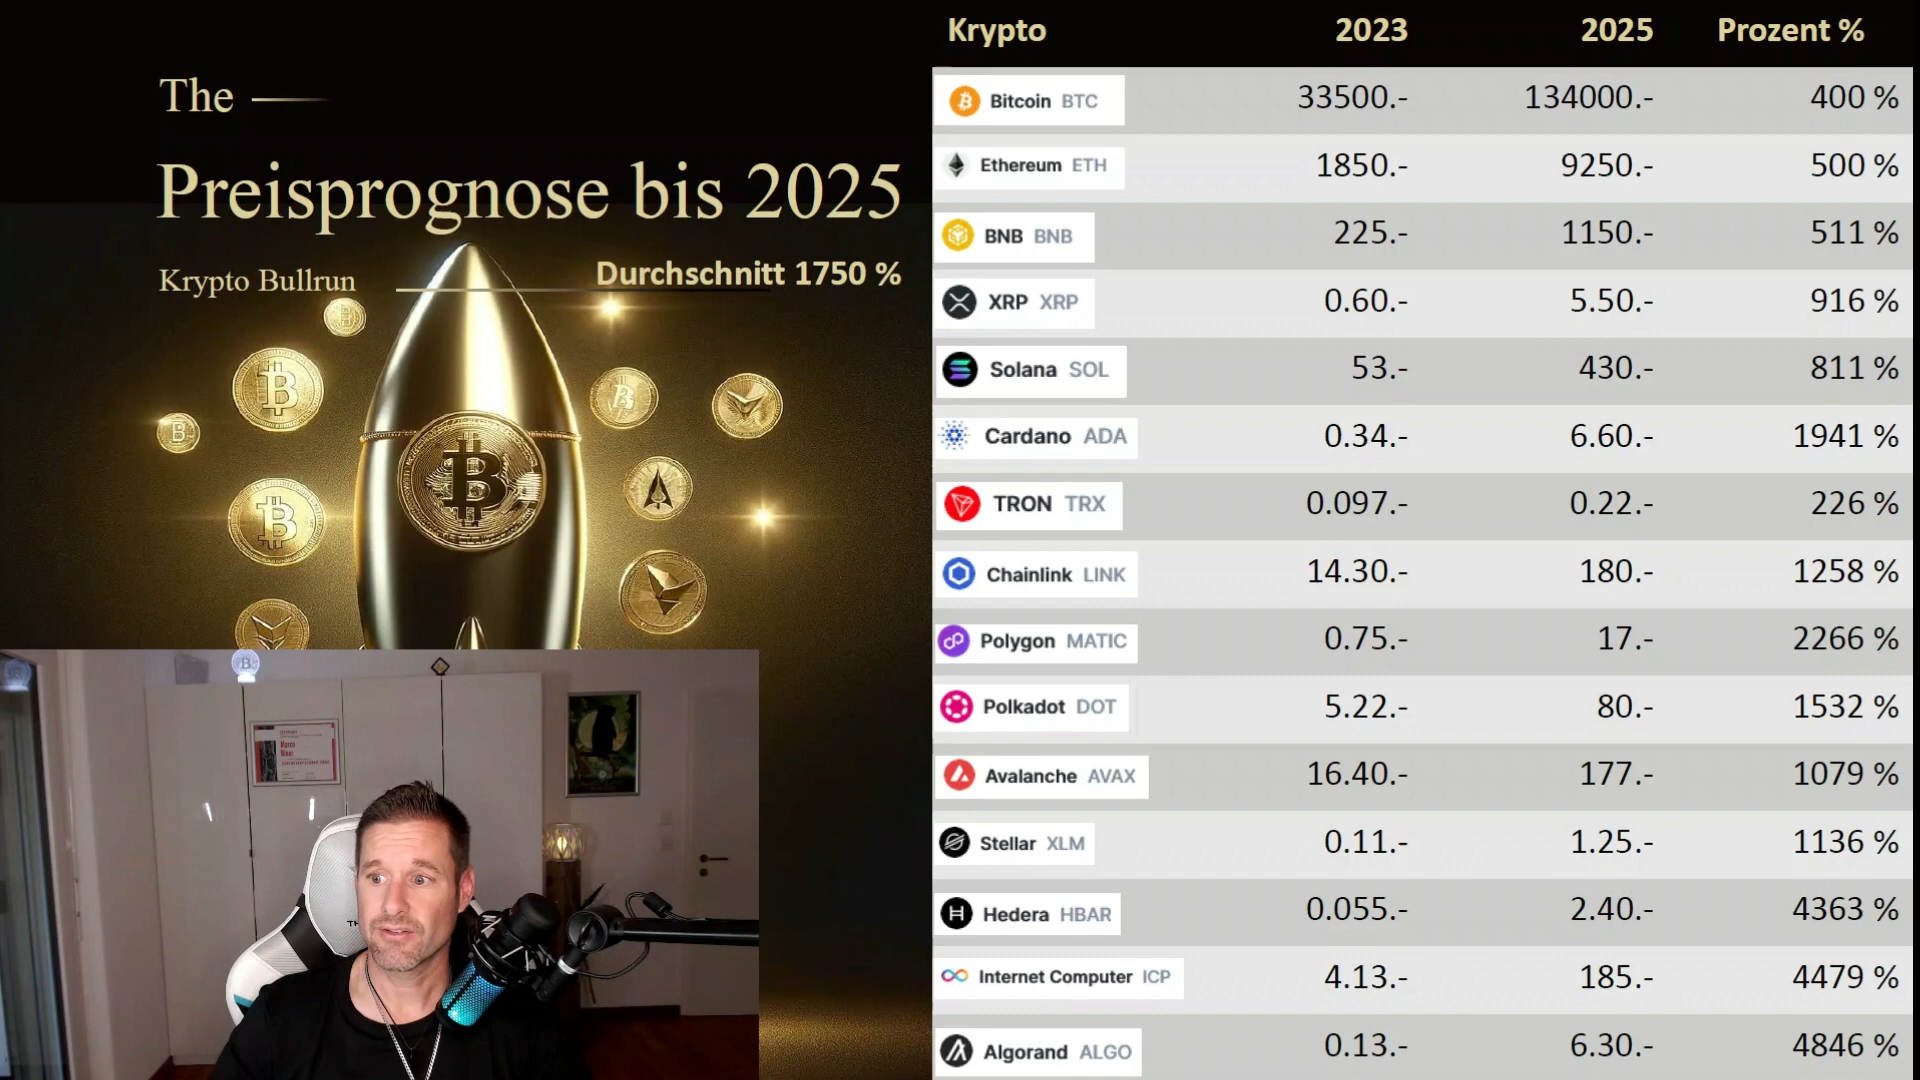 The
Preisprognose bis 2025
Krypto Bullrun
Durchschnitt 1750 %
Krypto 2023 2025 Prozent %
Bitcoin BTC 33500.- 134000.- 400 %
Ethereum ETH 1850.- 9250.- 500 %
BNB BNB 225.- 1150.- 511 %
XRP XRP 0.60.- 5.50.- 916 %
Solana SOL 53.- 430.- 811 %
Cardano ADA 0.34.- 6.60.- 1941 %
TRON TRX 0.097.- 0.22.- 226 %
Chainlink LINK 14.30.- 180.- 1258 %
Polygon MATIC 0.75.- 17.- 2266 %
Polkadot DOT 5.22.- 80.- 1532 %
Avalanche AVAX 16.40.- 177.- 1079 %
Stellar XLM 0.11.- 1.25.- 1136 %
Hedera HBAR 0.055.- 2.40.- 4363 %
Internet Computer ICP 4.13.- 185.- 4479 %
Algorand ALGO 0.13.- 6.30.- 4846 %